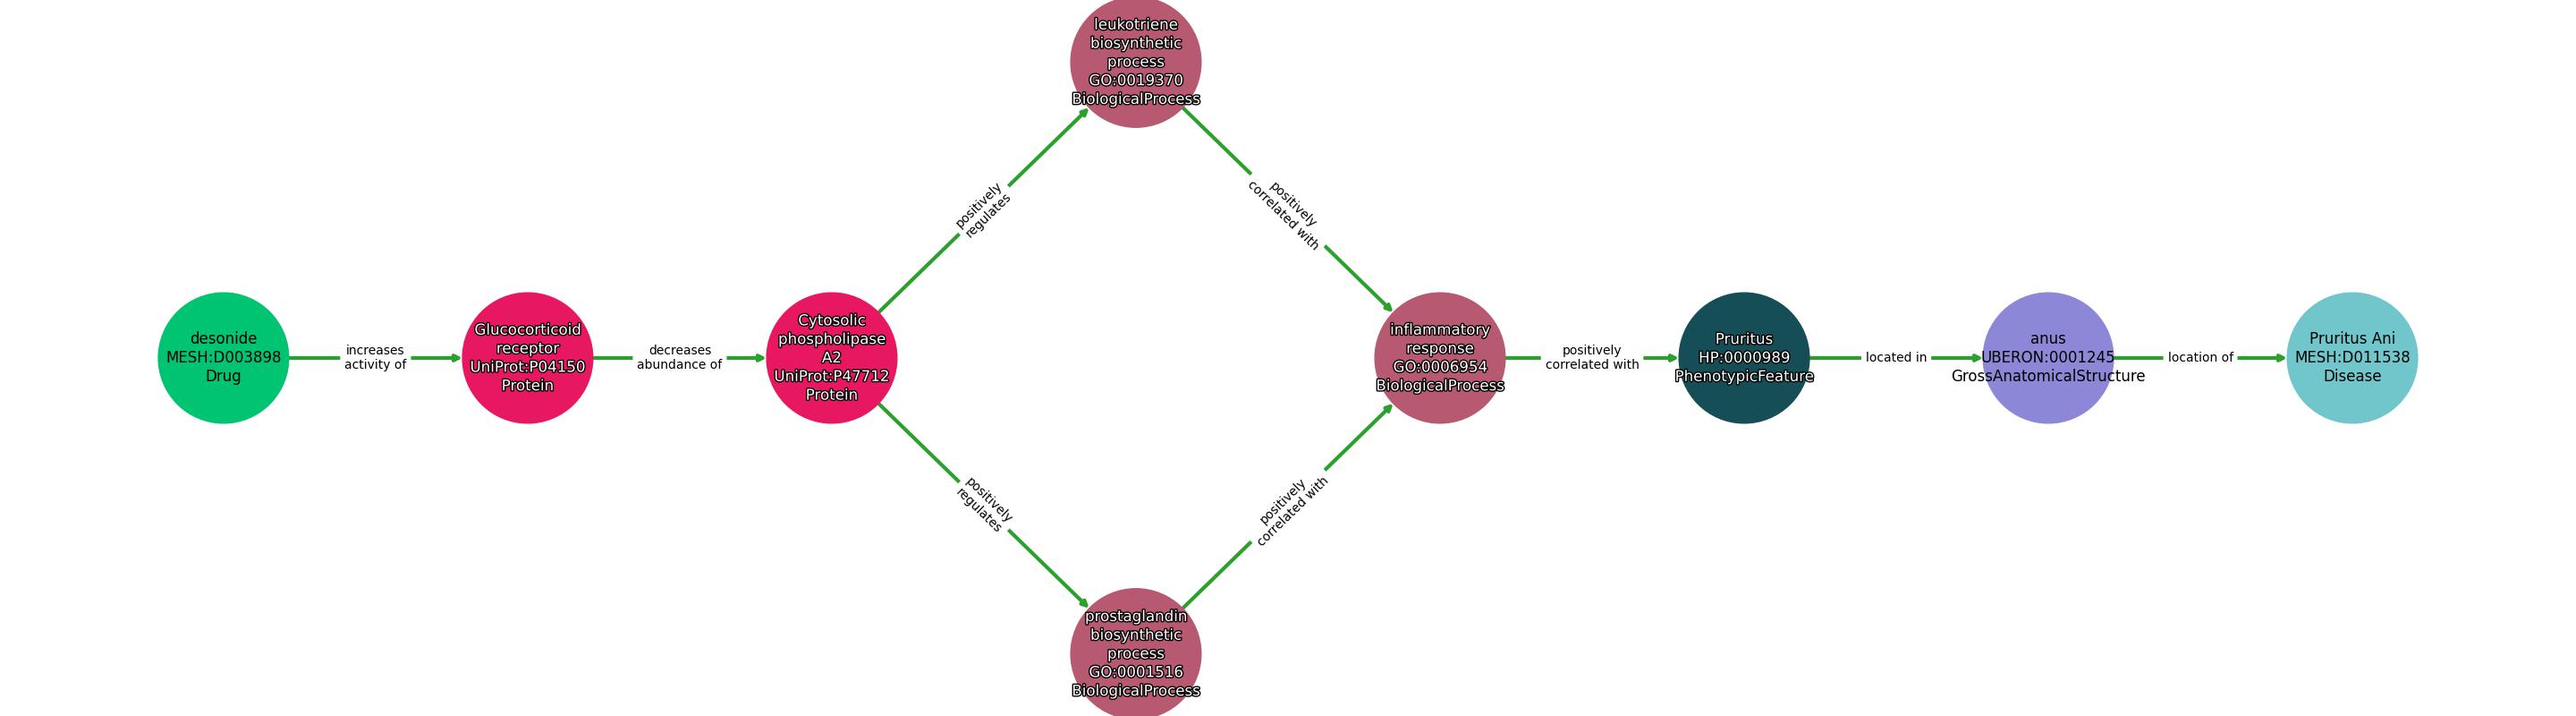 leukotriene
biosynthetic
process
GO:0019370
BiologicalProcess
positively
regulates
positively
correlated with
desonide
MESH:D003898
Drug
increases
activity of
Glucocorticoid
receptor
UniProt:P04150
Protein
decreases
abundance of
Cytosolic
phospholipase
A2
UniProt:P47712
Protein
inflammatory
response
GO:0006954
BiologicalProcess
positively
correlated with
Pruritus
HP:0000989
PhenotypicFeature
located in
anus
UBERON:0001245
GrossAnatomicalStructure
location of
Pruritus Ani
MESH:D011538
Disease
positively
regulates
positively
correlated with
prostaglandin
biosynthetic
process
GO:0001516
BiologicalProcess